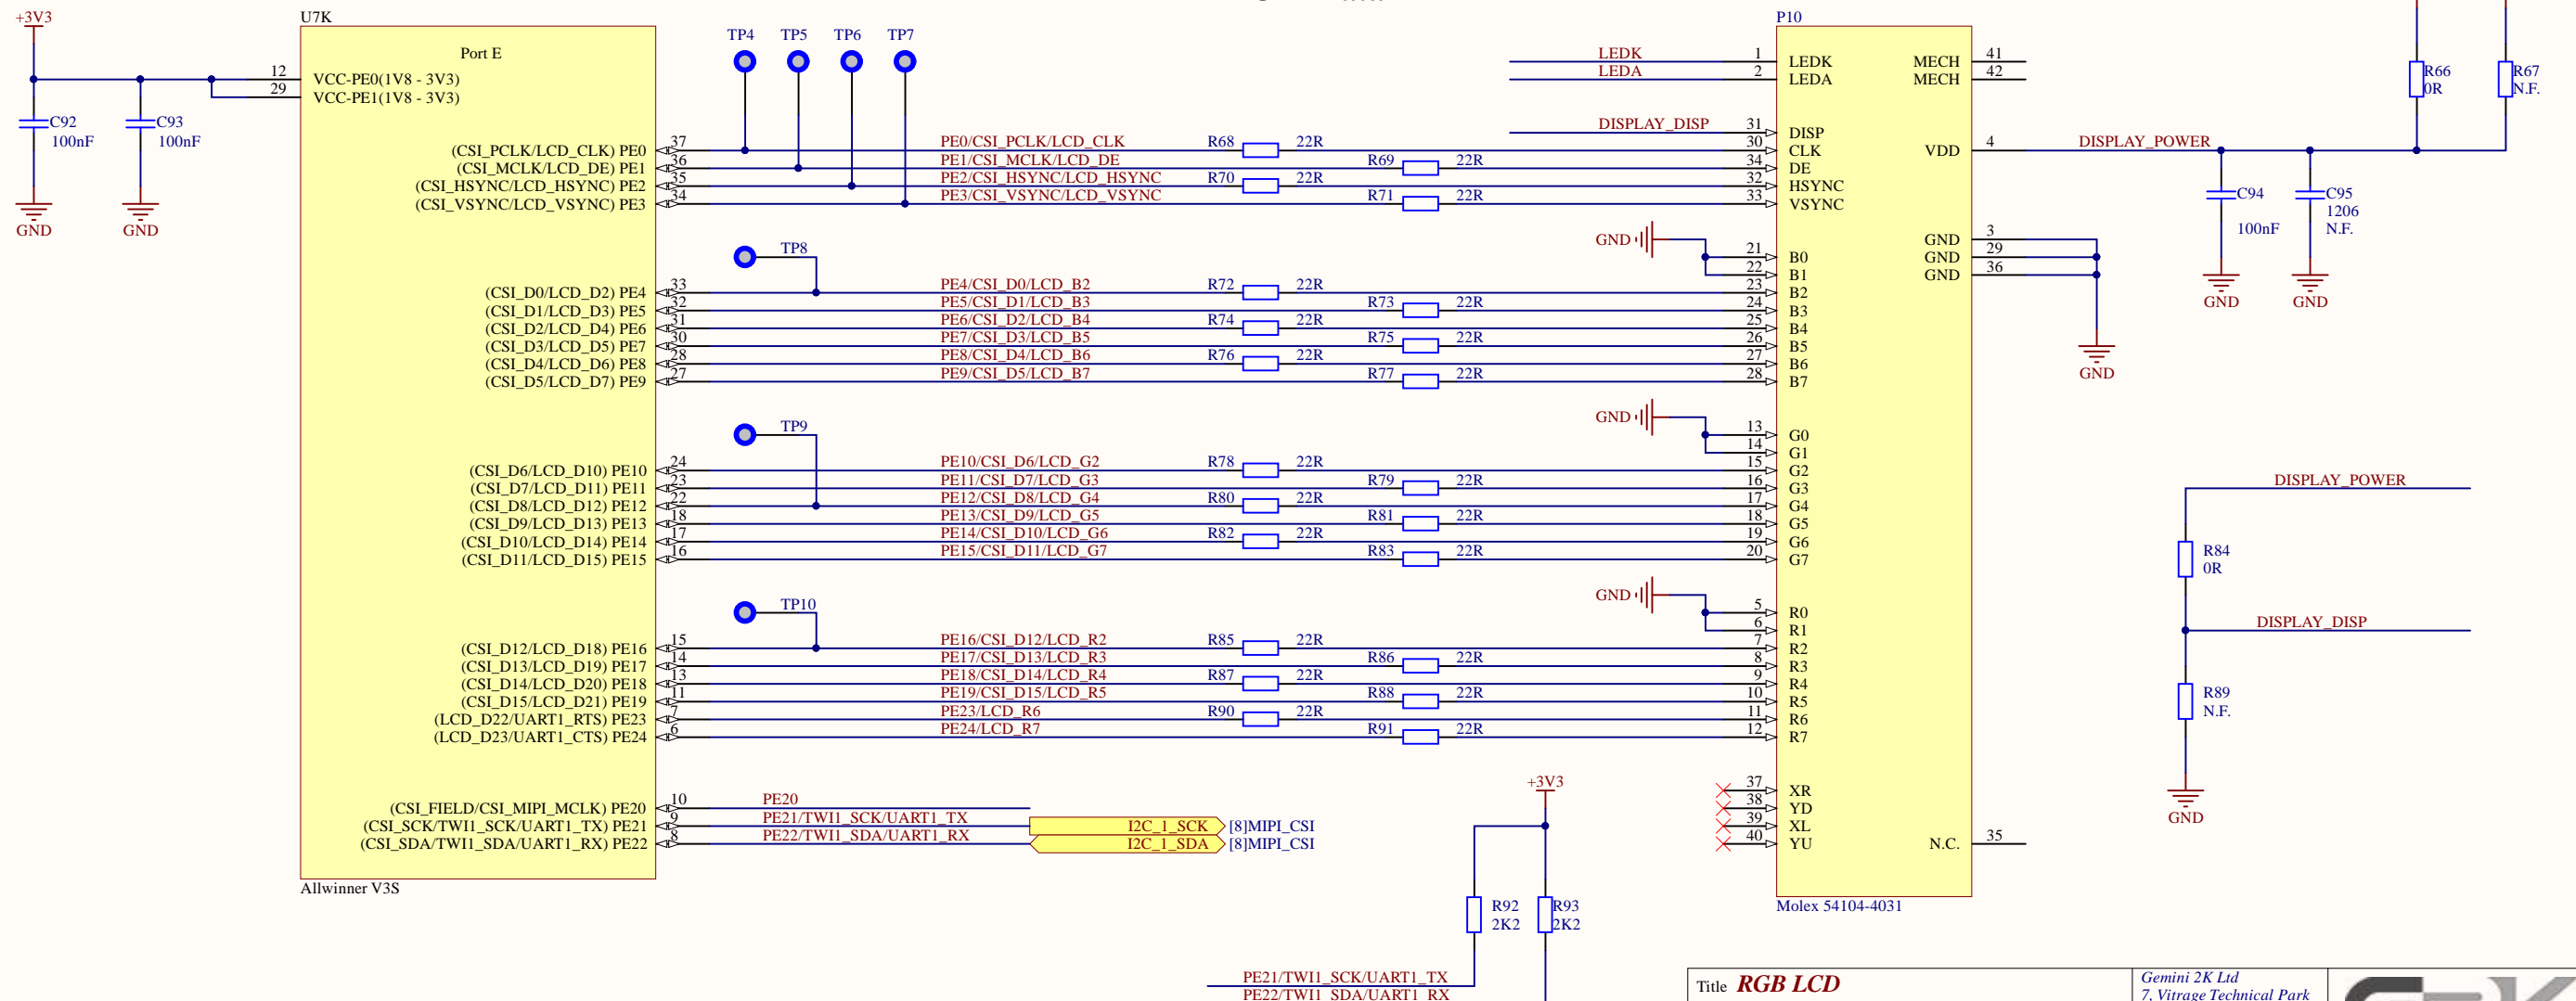 +3V3
U7K
Port E
12 VCC-PE0(1V8 - 3V3)
29 VCC-PE1(1V8 - 3V3)
C92
100nF
C93
100nF
GND
GND
TP4 TP5 TP6 TP7
(CSI_PCLK/LCD_CLK) PE0 37 PE0/CSI_PCLK/LCD_CLK R68 22R
(CSI_MCLK/LCD_DE) PE1 36 PE1/CSI_MCLK/LCD_DE R69 22R
(CSI_HSYNC/LCD_HSYNC) PE2 35 PE2/CSI_HSYNC/LCD_HSYNC R70 22R
(CSI_VSYNC/LCD_VSYNC) PE3 34 PE3/CSI_VSYNC/LCD_VSYNC R71 22R
TP8
(CSI_D0/LCD_D2) PE4 33 PE4/CSI_D0/LCD_B2 R72 22R
(CSI_D1/LCD_D3) PE5 32 PE5/CSI_D1/LCD_B3 R73 22R
(CSI_D2/LCD_D4) PE6 31 PE6/CSI_D2/LCD_B4 R74 22R
(CSI_D3/LCD_D5) PE7 30 PE7/CSI_D3/LCD_B5 R75 22R
(CSI_D4/LCD_D6) PE8 28 PE8/CSI_D4/LCD_B6 R76 22R
(CSI_D5/LCD_D7) PE9 27 PE9/CSI_D5/LCD_B7 R77 22R
TP9
(CSI_D6/LCD_D10) PE10 24 PE10/CSI_D6/LCD_G2 R78 22R
(CSI_D7/LCD_D11) PE11 23 PE11/CSI_D7/LCD_G3 R79 22R
(CSI_D8/LCD_D12) PE12 22 PE12/CSI_D8/LCD_G4 R80 22R
(CSI_D9/LCD_D13) PE13 18 PE13/CSI_D9/LCD_G5 R81 22R
(CSI_D10/LCD_D14) PE14 17 PE14/CSI_D10/LCD_G6 R82 22R
(CSI_D11/LCD_D15) PE15 16 PE15/CSI_D11/LCD_G7 R83 22R
TP10
(CSI_D12/LCD_D18) PE16 15 PE16/CSI_D12/LCD_R2 R85 22R
(CSI_D13/LCD_D19) PE17 14 PE17/CSI_D13/LCD_R3 R86 22R
(CSI_D14/LCD_D20) PE18 13 PE18/CSI_D14/LCD_R4 R87 22R
(CSI_D15/LCD_D21) PE19 11 PE19/CSI_D15/LCD_R5 R88 22R
(LCD_D22/UART1_RTS) PE23 7 PE23/LCD_R6 R90 22R
(LCD_D23/UART1_CTS) PE24 6 PE24/LCD_R7 R91 22R
(CSI_FIELD/CSI_MIPI_MCLK) PE20 10 PE20
(CSI_SCK/TWI1_SCK/UART1_TX) PE21 9 PE21/TWI1_SCK/UART1_TX I2C_1_SCK [8]MIPI_CSI
(CSI_SDA/TWI1_SDA/UART1_RX) PE22 8 PE22/TWI1_SDA/UART1_RX I2C_1_SDA [8]MIPI_CSI
Allwinner V3S
P10
LEDK 1 LEDK
LEDA 2 LEDA
DISPLAY_DISP 31 DISP
30 CLK
34 DE
32 HSYNC
33 VSYNC
GND
21 B0
22 B1
23 B2
24 B3
25 B4
26 B5
27 B6
28 B7
GND
13 G0
14 G1
15 G2
16 G3
17 G4
18 G5
19 G6
20 G7
GND
5 R0
6 R1
7 R2
8 R3
9 R4
10 R5
11 R6
12 R7
37 XR
38 YD
39 XL
40 YU
MECH 41
MECH 42
VDD 4 DISPLAY_POWER
GND 3
GND 29
GND 36
GND
N.C. 35
Molex 54104-4031
R66
0R
R67
N.F.
C94
100nF
C95
1206
N.F.
GND
GND
DISPLAY_POWER
R84
0R
DISPLAY_DISP
R89
N.F.
GND
+3V3
R92
2K2
R93
2K2
PE21/TWI1_SCK/UART1_TX
PE22/TWI1_SDA/UART1_RX
Title RGB LCD
Gemini 2K Ltd
7, Vitrage Technical Park